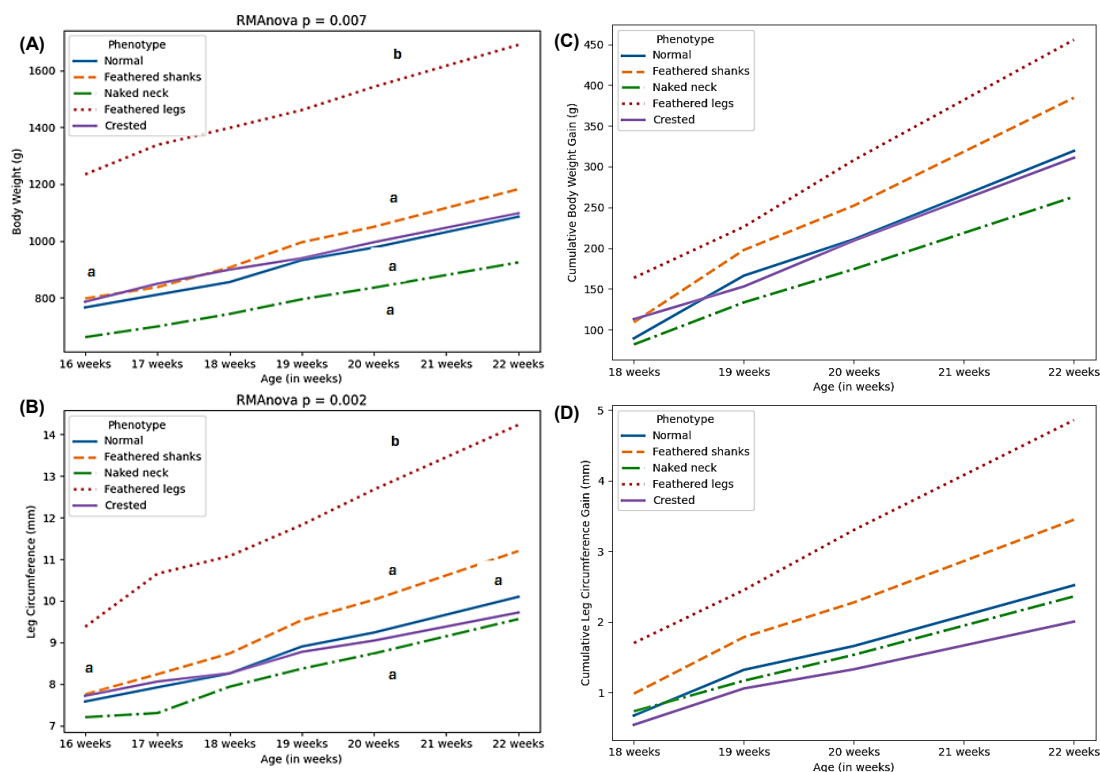 RMAnova p = 0.007
(A)
Phenotype
Normal
Feathered shanks
Naked neck
Feathered legs
Crested
b
a
a
a
a
Body Weight (g)
1600
1400
1200
1000
800
16 weeks 17 weeks 18 weeks 19 weeks 20 weeks 21 weeks 22 weeks
Age (in weeks)
(C)
Phenotype
Normal
Feathered shanks
Naked neck
Feathered legs
Crested
Cumulative Body Weight Gain (g)
450
400
350
300
250
200
150
100
18 weeks 19 weeks 20 weeks 21 weeks 22 weeks
Age (in weeks)
RMAnova p = 0.002
(B)
Phenotype
Normal
Feathered shanks
Naked neck
Feathered legs
Crested
b
a
a
a
a
Leg Circumference (mm)
14
13
12
11
10
9
8
7
16 weeks 17 weeks 18 weeks 19 weeks 20 weeks 21 weeks 22 weeks
Age (in weeks)
(D)
Phenotype
Normal
Feathered shanks
Naked neck
Feathered legs
Crested
Cumulative Leg Circumference Gain (mm)
5
4
3
2
1
18 weeks 19 weeks 20 weeks 21 weeks 22 weeks
Age (in weeks)